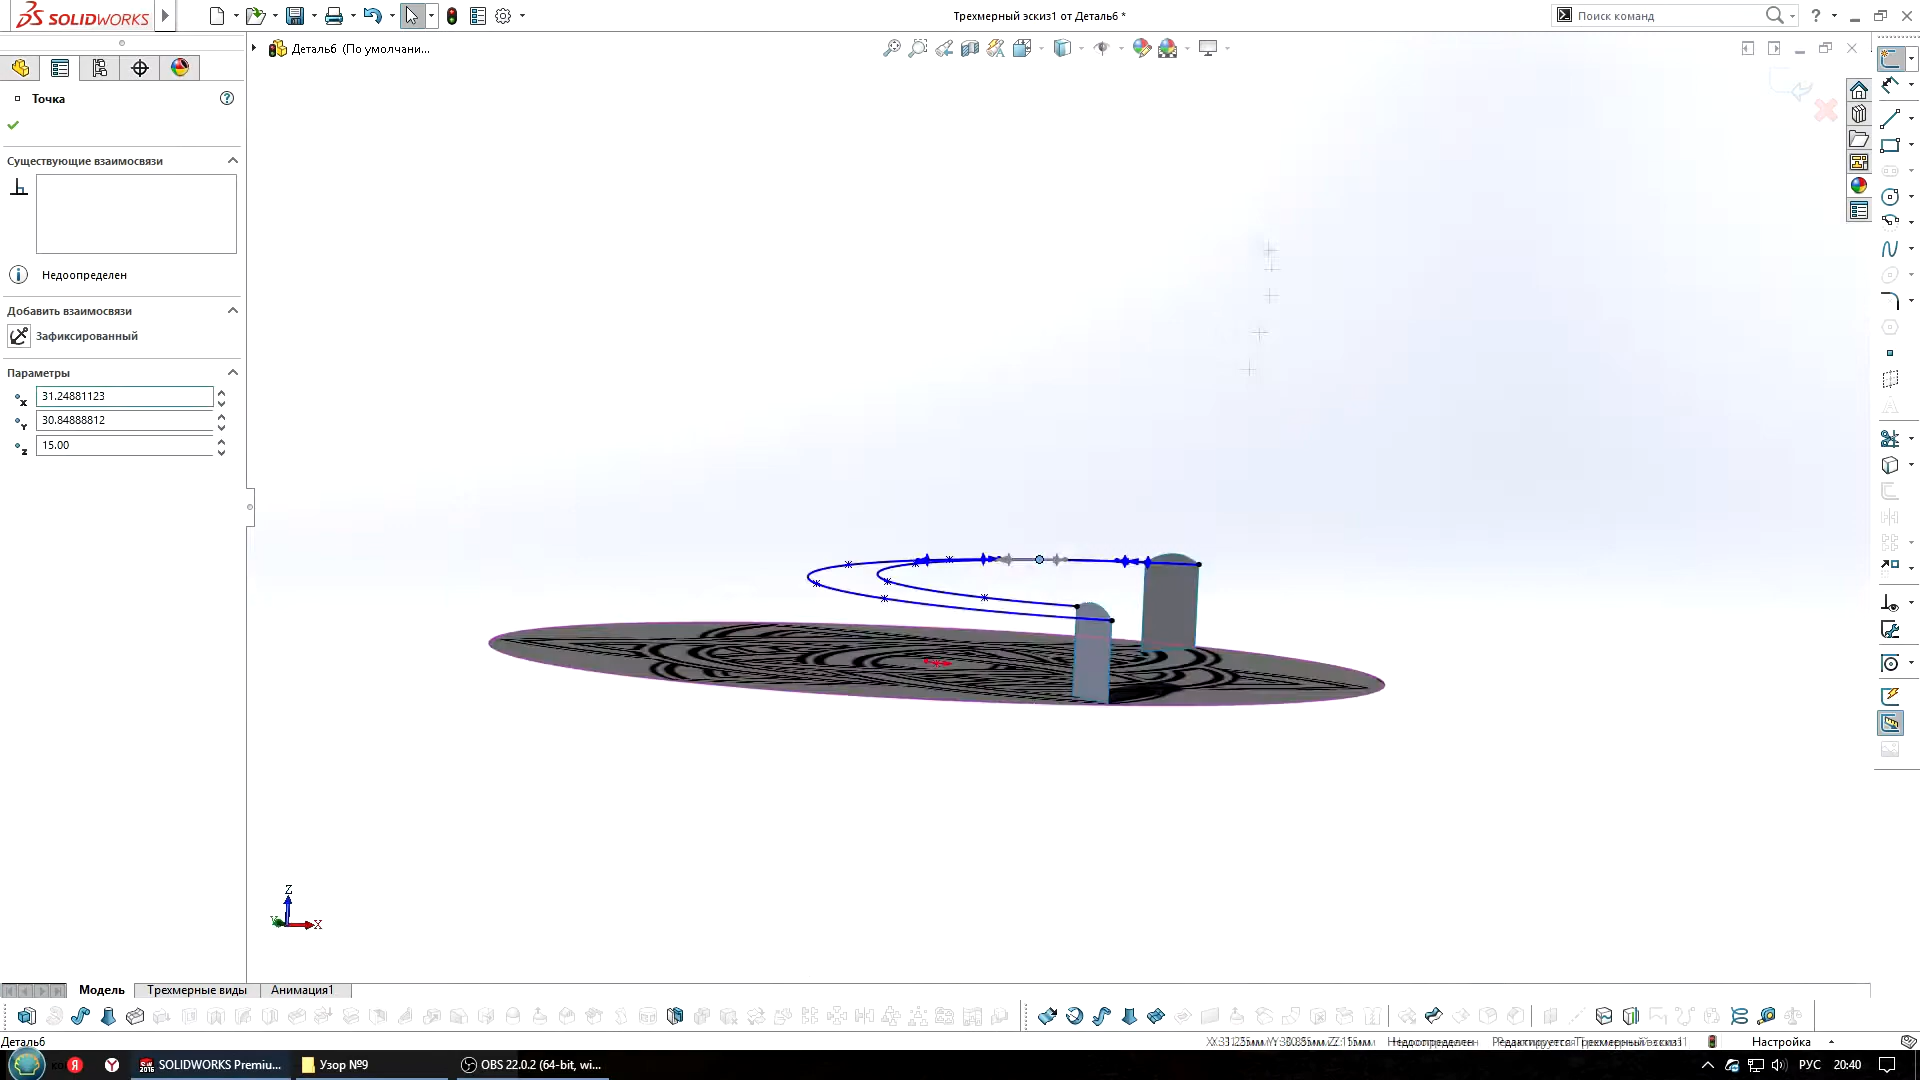 SOLIDWORKS
Трехмерный эскиз1 от Деталь6 *
Поиск команд
Деталь6 (По умолчани...
Точка
Существующие взаимосвязи
Недоопределен
Добавить взаимосвязи
Зафиксированный
Параметры
X
31.24881123
Y
30.84888812
Z
15.00
Z
Y
X
Модель
Трехмерные виды
Анимация1
Деталь6
Недоопределен
Настройка
Я
Y
SOLIDWORKS Premiu...
Узор №9
OBS 22.0.2 (64-bit, wi...
РУС
20:40